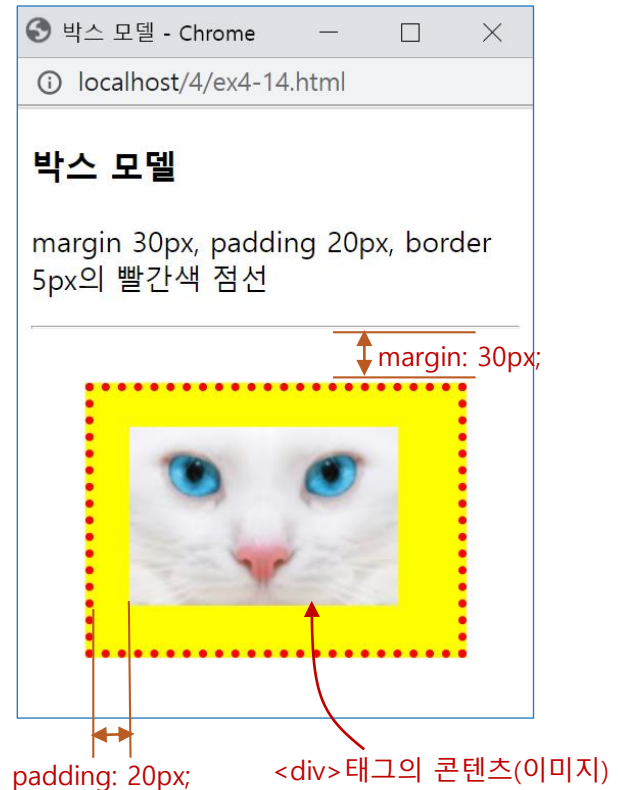 박스 모델 - Chrome
localhost/4/ex4-14.html
박스 모델
margin 30px, padding 20px, border
5px의 빨간색 점선
margin: 30px;
padding: 20px;
<div>태그의 콘텐츠(이미지)